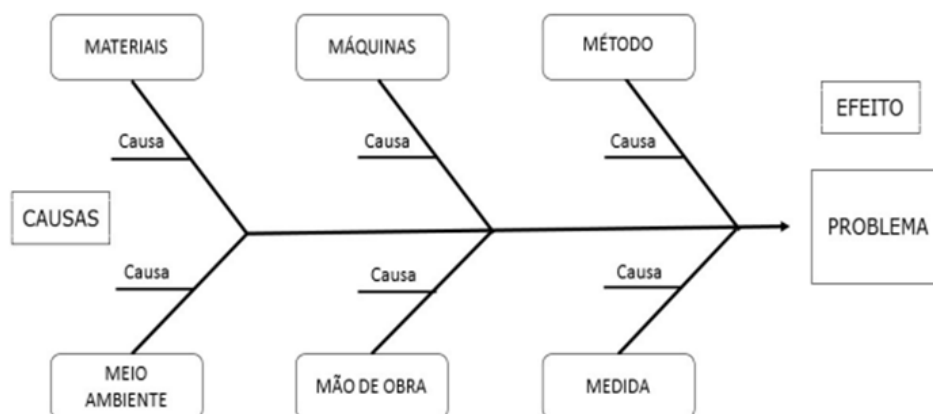 MATERIAIS
MÁQUINAS
MÉTODO
EFEITO
Causa
Causa
Causa
CAUSAS
PROBLEMA
Causa
Causa
Causa
MEIO
AMBIENTE
MÃO DE OBRA
MEDIDA